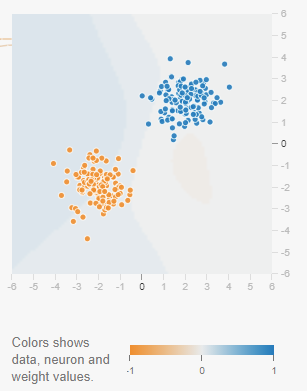 6
5
4
3
2
1
0
-1
-2
-3
-4
-5
-6
-6 -5 -4 -3 -2 -1 0 1 2 3 4 5 6
Colors shows
data, neuron and
weight values.
-1 0 1